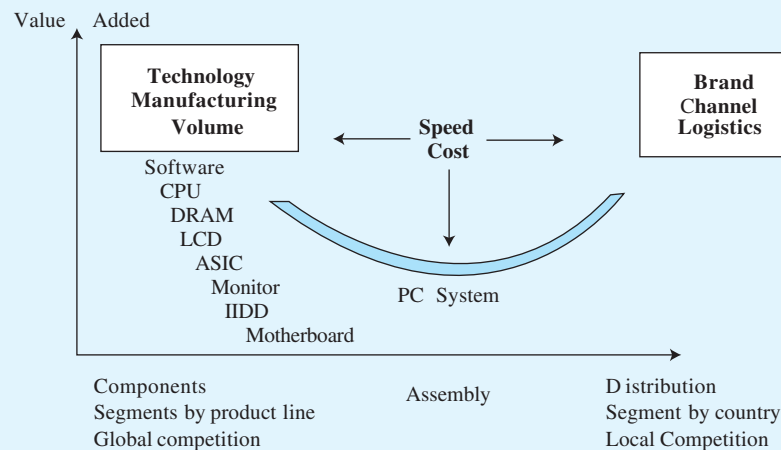 Value Added
Technology
Manufacturing
Volume
Brand
Channel
Logistics
Speed
Cost
Software
CPU
DRAM
LCD
ASIC
Monitor
IIDD
Motherboard
PC System
Components
Segments by product line
Global competition
Assembly
D istribution
Segment by country
Local Competition